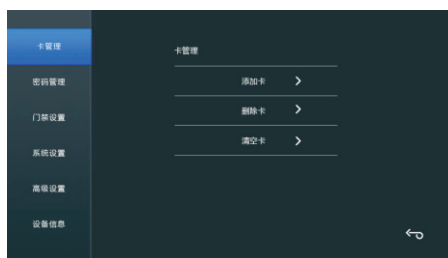 卡管理
密码管理
门禁设置
系统设置
高级设置
设备信息
卡管理
添加卡
删除卡
清空卡